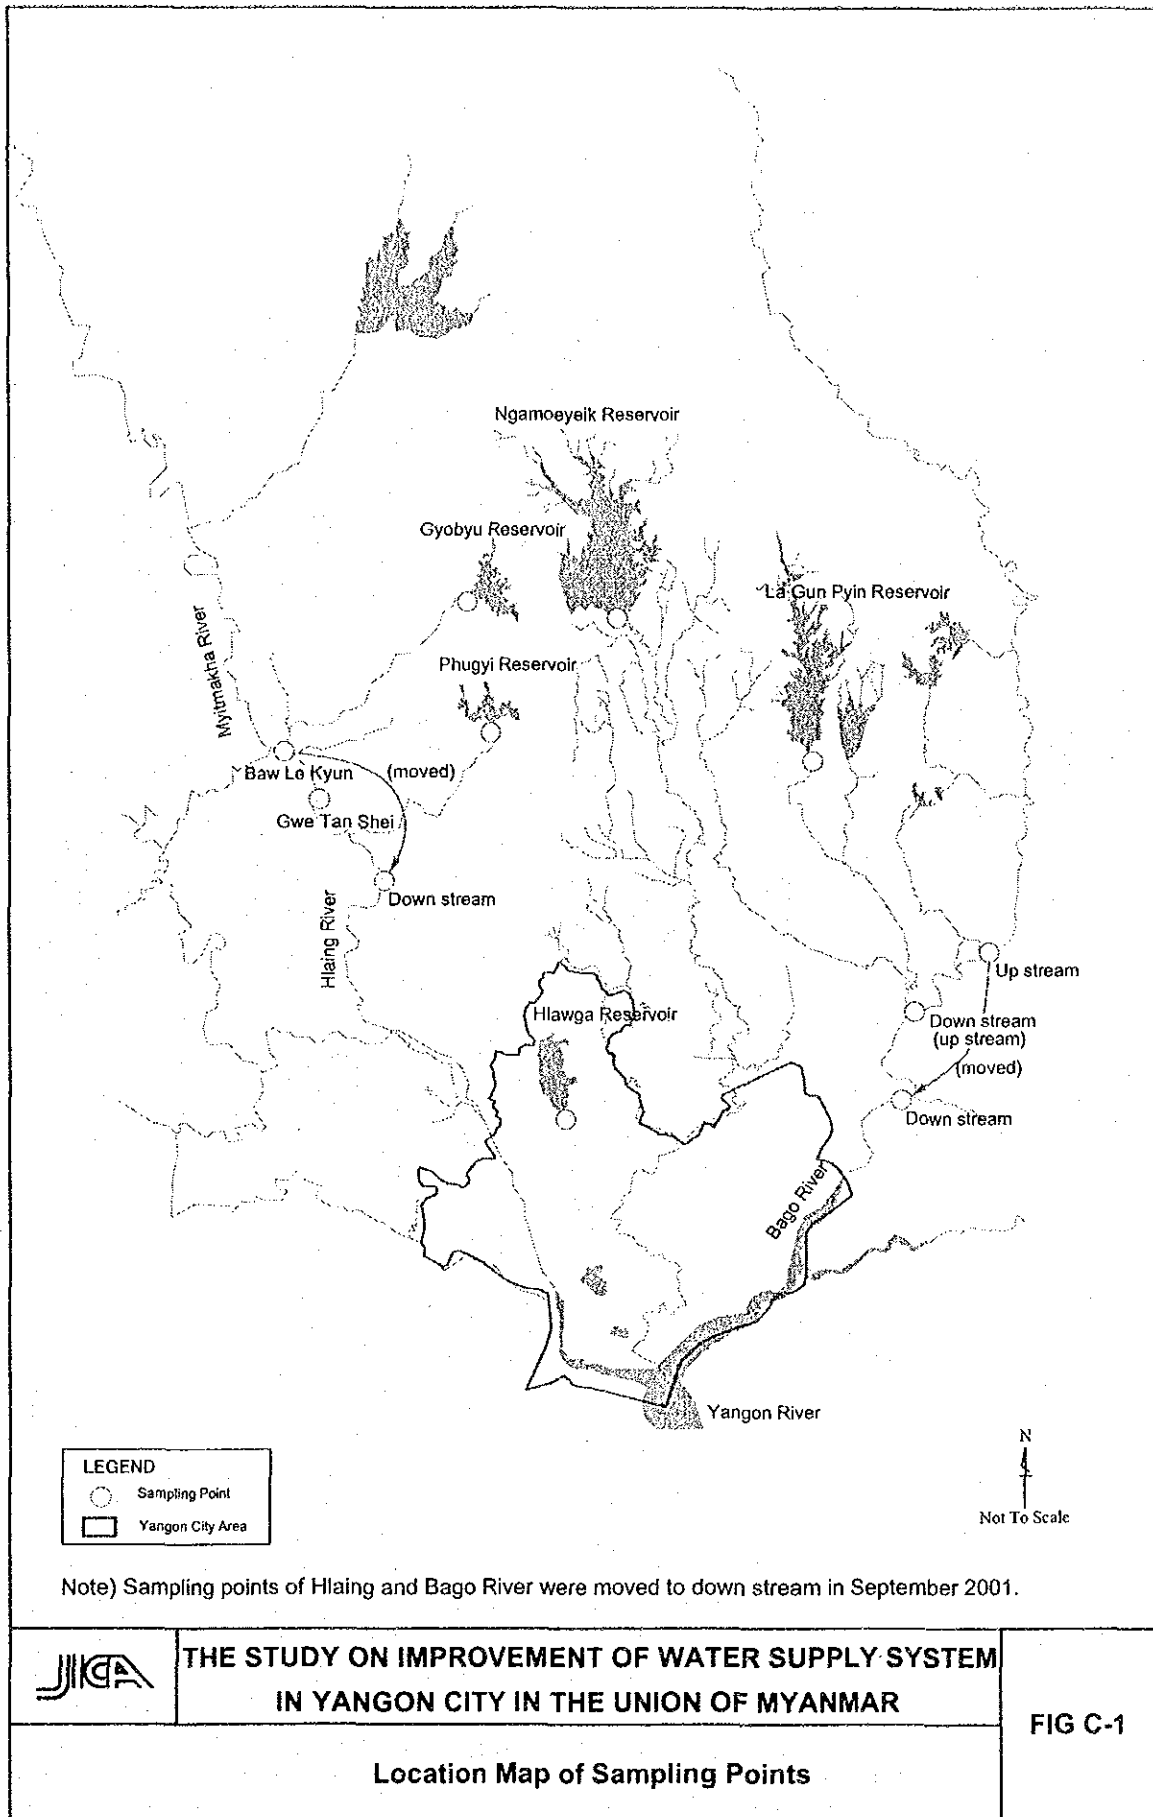 Ngamoeyeik Reservoir
Gyobyu Reservoir
La Gun Pyin Reservoir
Phugyi Reservoir
Myitmakha River
Baw Le Kyun
(moved)
Gwe Tan Shei
Down stream
Hlaing River
Up stream
Hlawga Reservoir
Down stream
(up stream)
(moved)
Down stream
Bago River
Yangon River
LEGEND
Sampling Point
Yangon City Area
N
Not To Scale
Note) Sampling points of Hlaing and Bago River were moved to down stream in September 2001.
JICA
THE STUDY ON IMPROVEMENT OF WATER SUPPLY SYSTEM
IN YANGON CITY IN THE UNION OF MYANMAR
FIG C-1
Location Map of Sampling Points